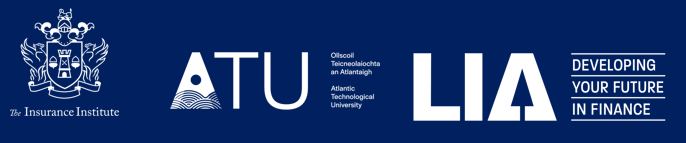 The Insurance Institute
ATU
Ollscoil
Teicneolaíochta
an Atlantaigh
Atlantic
Technological
University
LIA
DEVELOPING
YOUR FUTURE
IN FINANCE